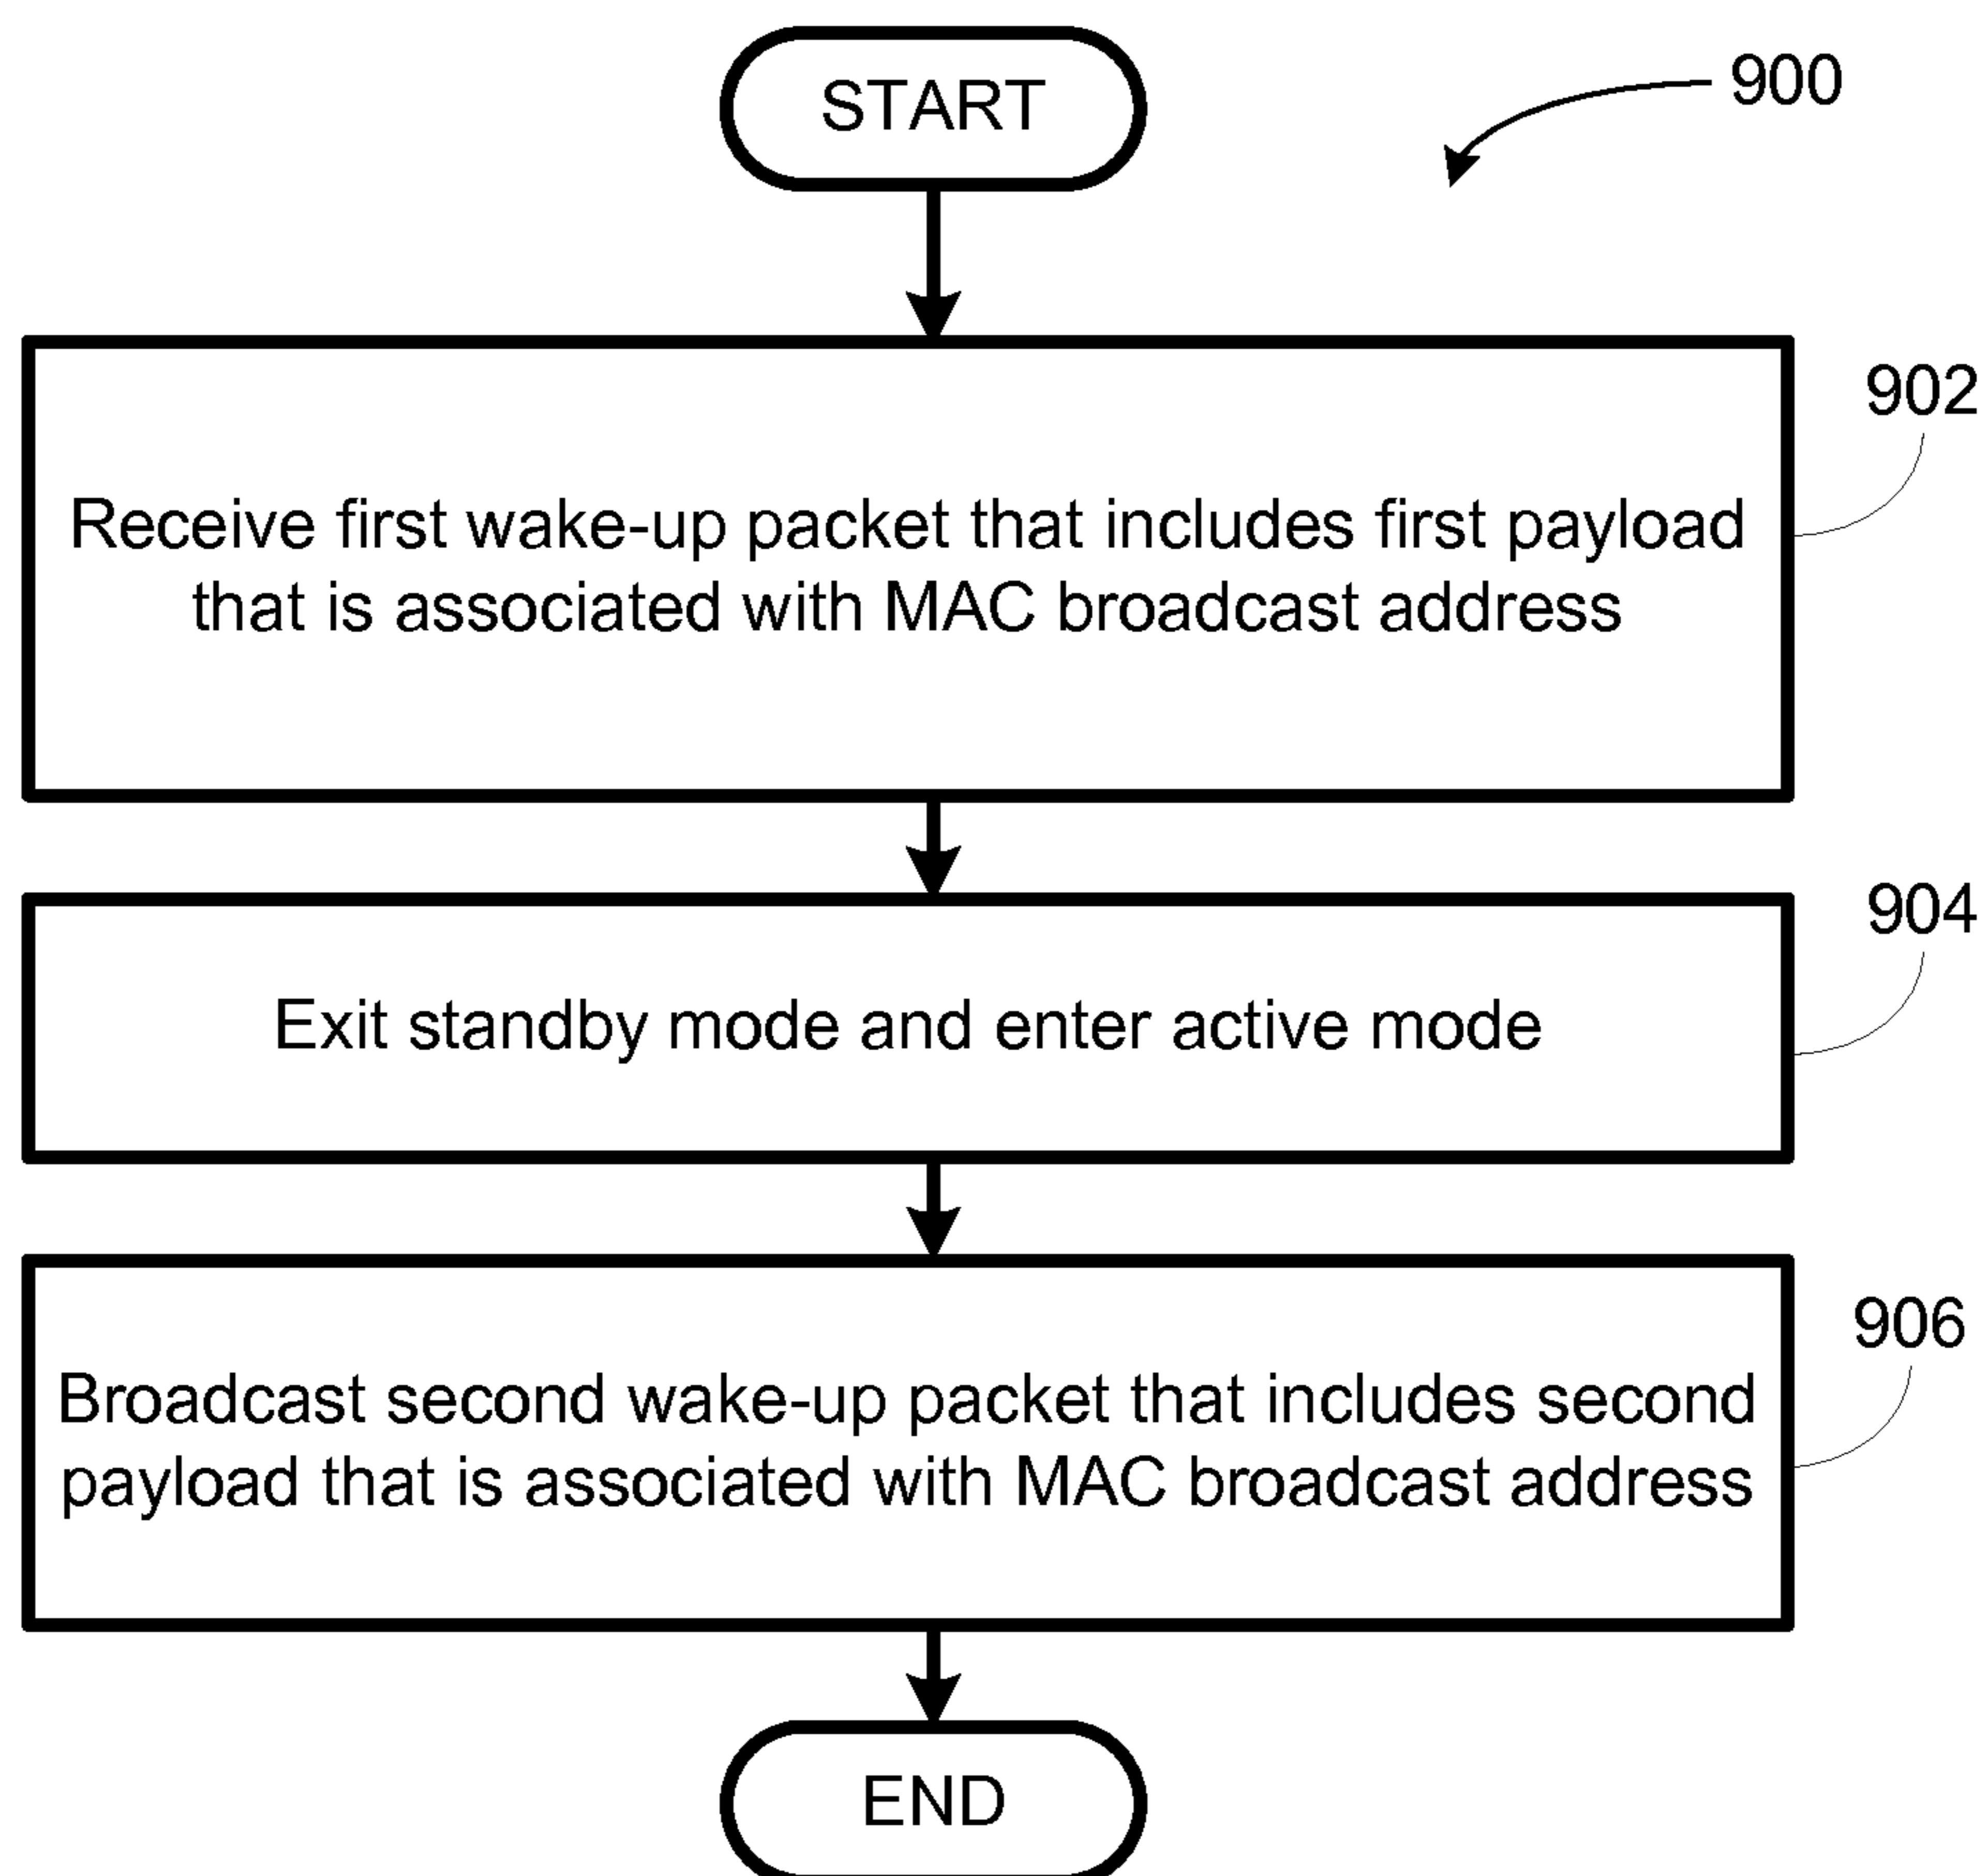 START
900
902
Receive first wake-up packet that includes first payload
that is associated with MAC broadcast address
904
Exit standby mode and enter active mode
906
Broadcast second wake-up packet that includes second
payload that is associated with MAC broadcast address
END